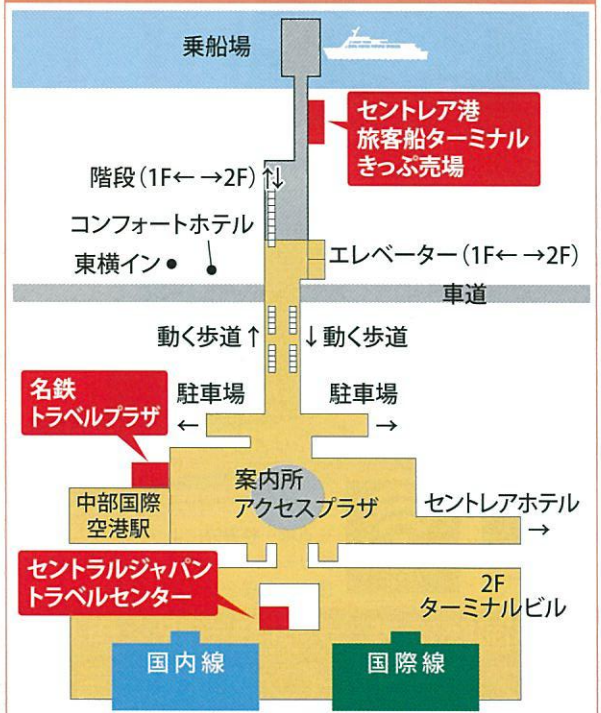 乗船場
セントレア港
旅客船ターミナル
きっぷ売場
階段(1F←→2F)↑↓
コンフォートホテル
東横イン●
エレベーター(1F←→2F)
車道
動く歩道↑
↓動く歩道
名鉄
トラベルプラザ
駐車場
←
駐車場
→
案内所
アクセスプラザ
中部国際
空港駅
セントレアホテル
→
セントラルジャパン
トラベルセンター
2F
ターミナルビル
国内線
国際線